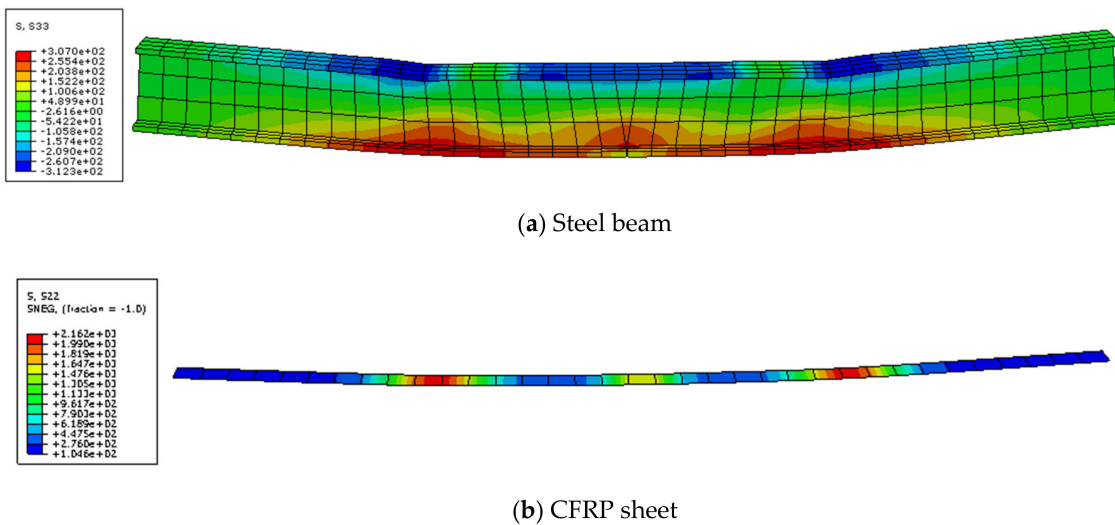 S, S33
+3.070e+02
+2.554e+02
+2.038e+02
+1.522e+02
+1.006e+02
+4.899e+01
-2.616e+00
-5.422e+01
-1.058e+02
-1.574e+02
-2.090e+02
-2.607e+02
-3.123e+02
(a) Steel beam
S, S22
SNEG, (fraction = -1.0)
+2.162e+03
+1.990e+03
+1.819e+03
+1.647e+03
+1.476e+03
+1.305e+03
+1.133e+03
+9.617e+02
+7.903e+02
+6.189e+02
+4.475e+02
+2.760e+02
+1.046e+02
(b) CFRP sheet